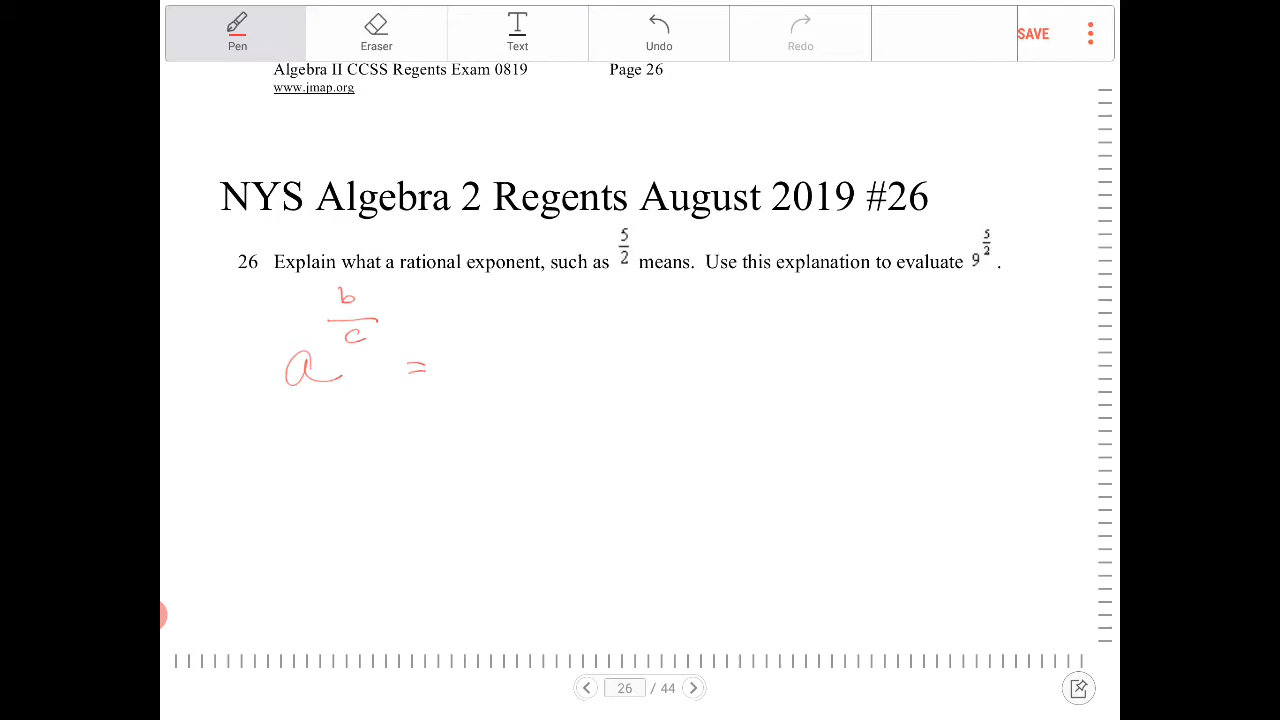 Pen Eraser Text Undo Redo SAVE
Algebra II CCSS Regents Exam 0819 Page 26
www.jmap.org
NYS Algebra 2 Regents August 2019 #26
26 Explain what a rational exponent, such as 5/2 means. Use this explanation to evaluate 9^(5/2).
a^(b/c) =
26 / 44